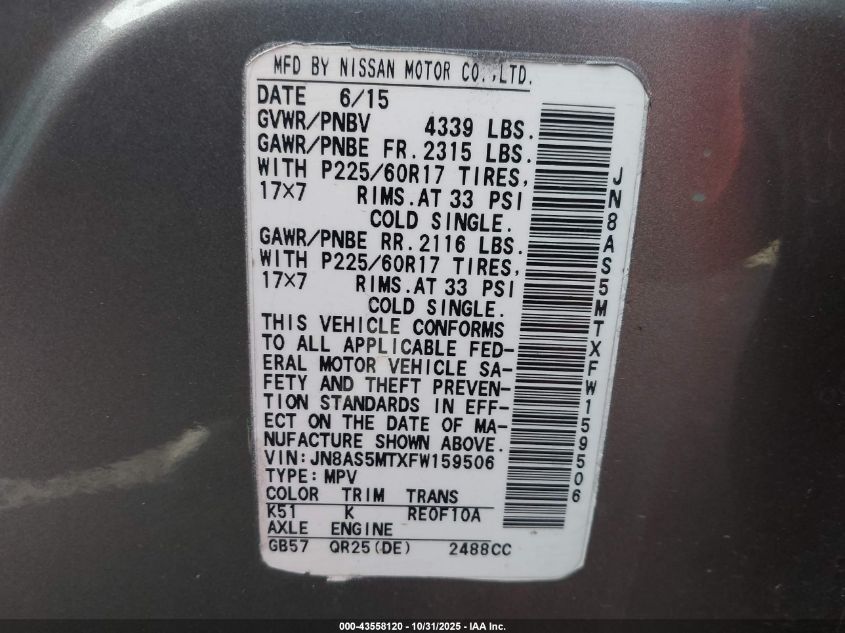 MFD BY NISSAN MOTOR CO.,LTD.
DATE 6/15
GVWR/PNBV 4339 LBS.
GAWR/PNBE FR. 2315 LBS.
WITH P225/60R17 TIRES,
17×7 RIMS. AT 33 PSI
COLD SINGLE.
GAWR/PNBE RR. 2116 LBS.
WITH P225/60R17 TIRES,
17×7 RIMS. AT 33 PSI
COLD SINGLE.
THIS VEHICLE CONFORMS
TO ALL APPLICABLE FED-
ERAL MOTOR VEHICLE SA-
FETY AND THEFT PREVEN-
TION STANDARDS IN EFF-
ECT ON THE DATE OF MA-
NUFACTURE SHOWN ABOVE.
VIN:JN8AS5MTXFW159506
TYPE:MPV
COLOR TRIM TRANS
K51 K RE0F10A
AXLE ENGINE
GB57 QR25(DE) 2488CC
JN8AS5MTXFW159506
000-43558120 - 10/31/2025 - IAA Inc.